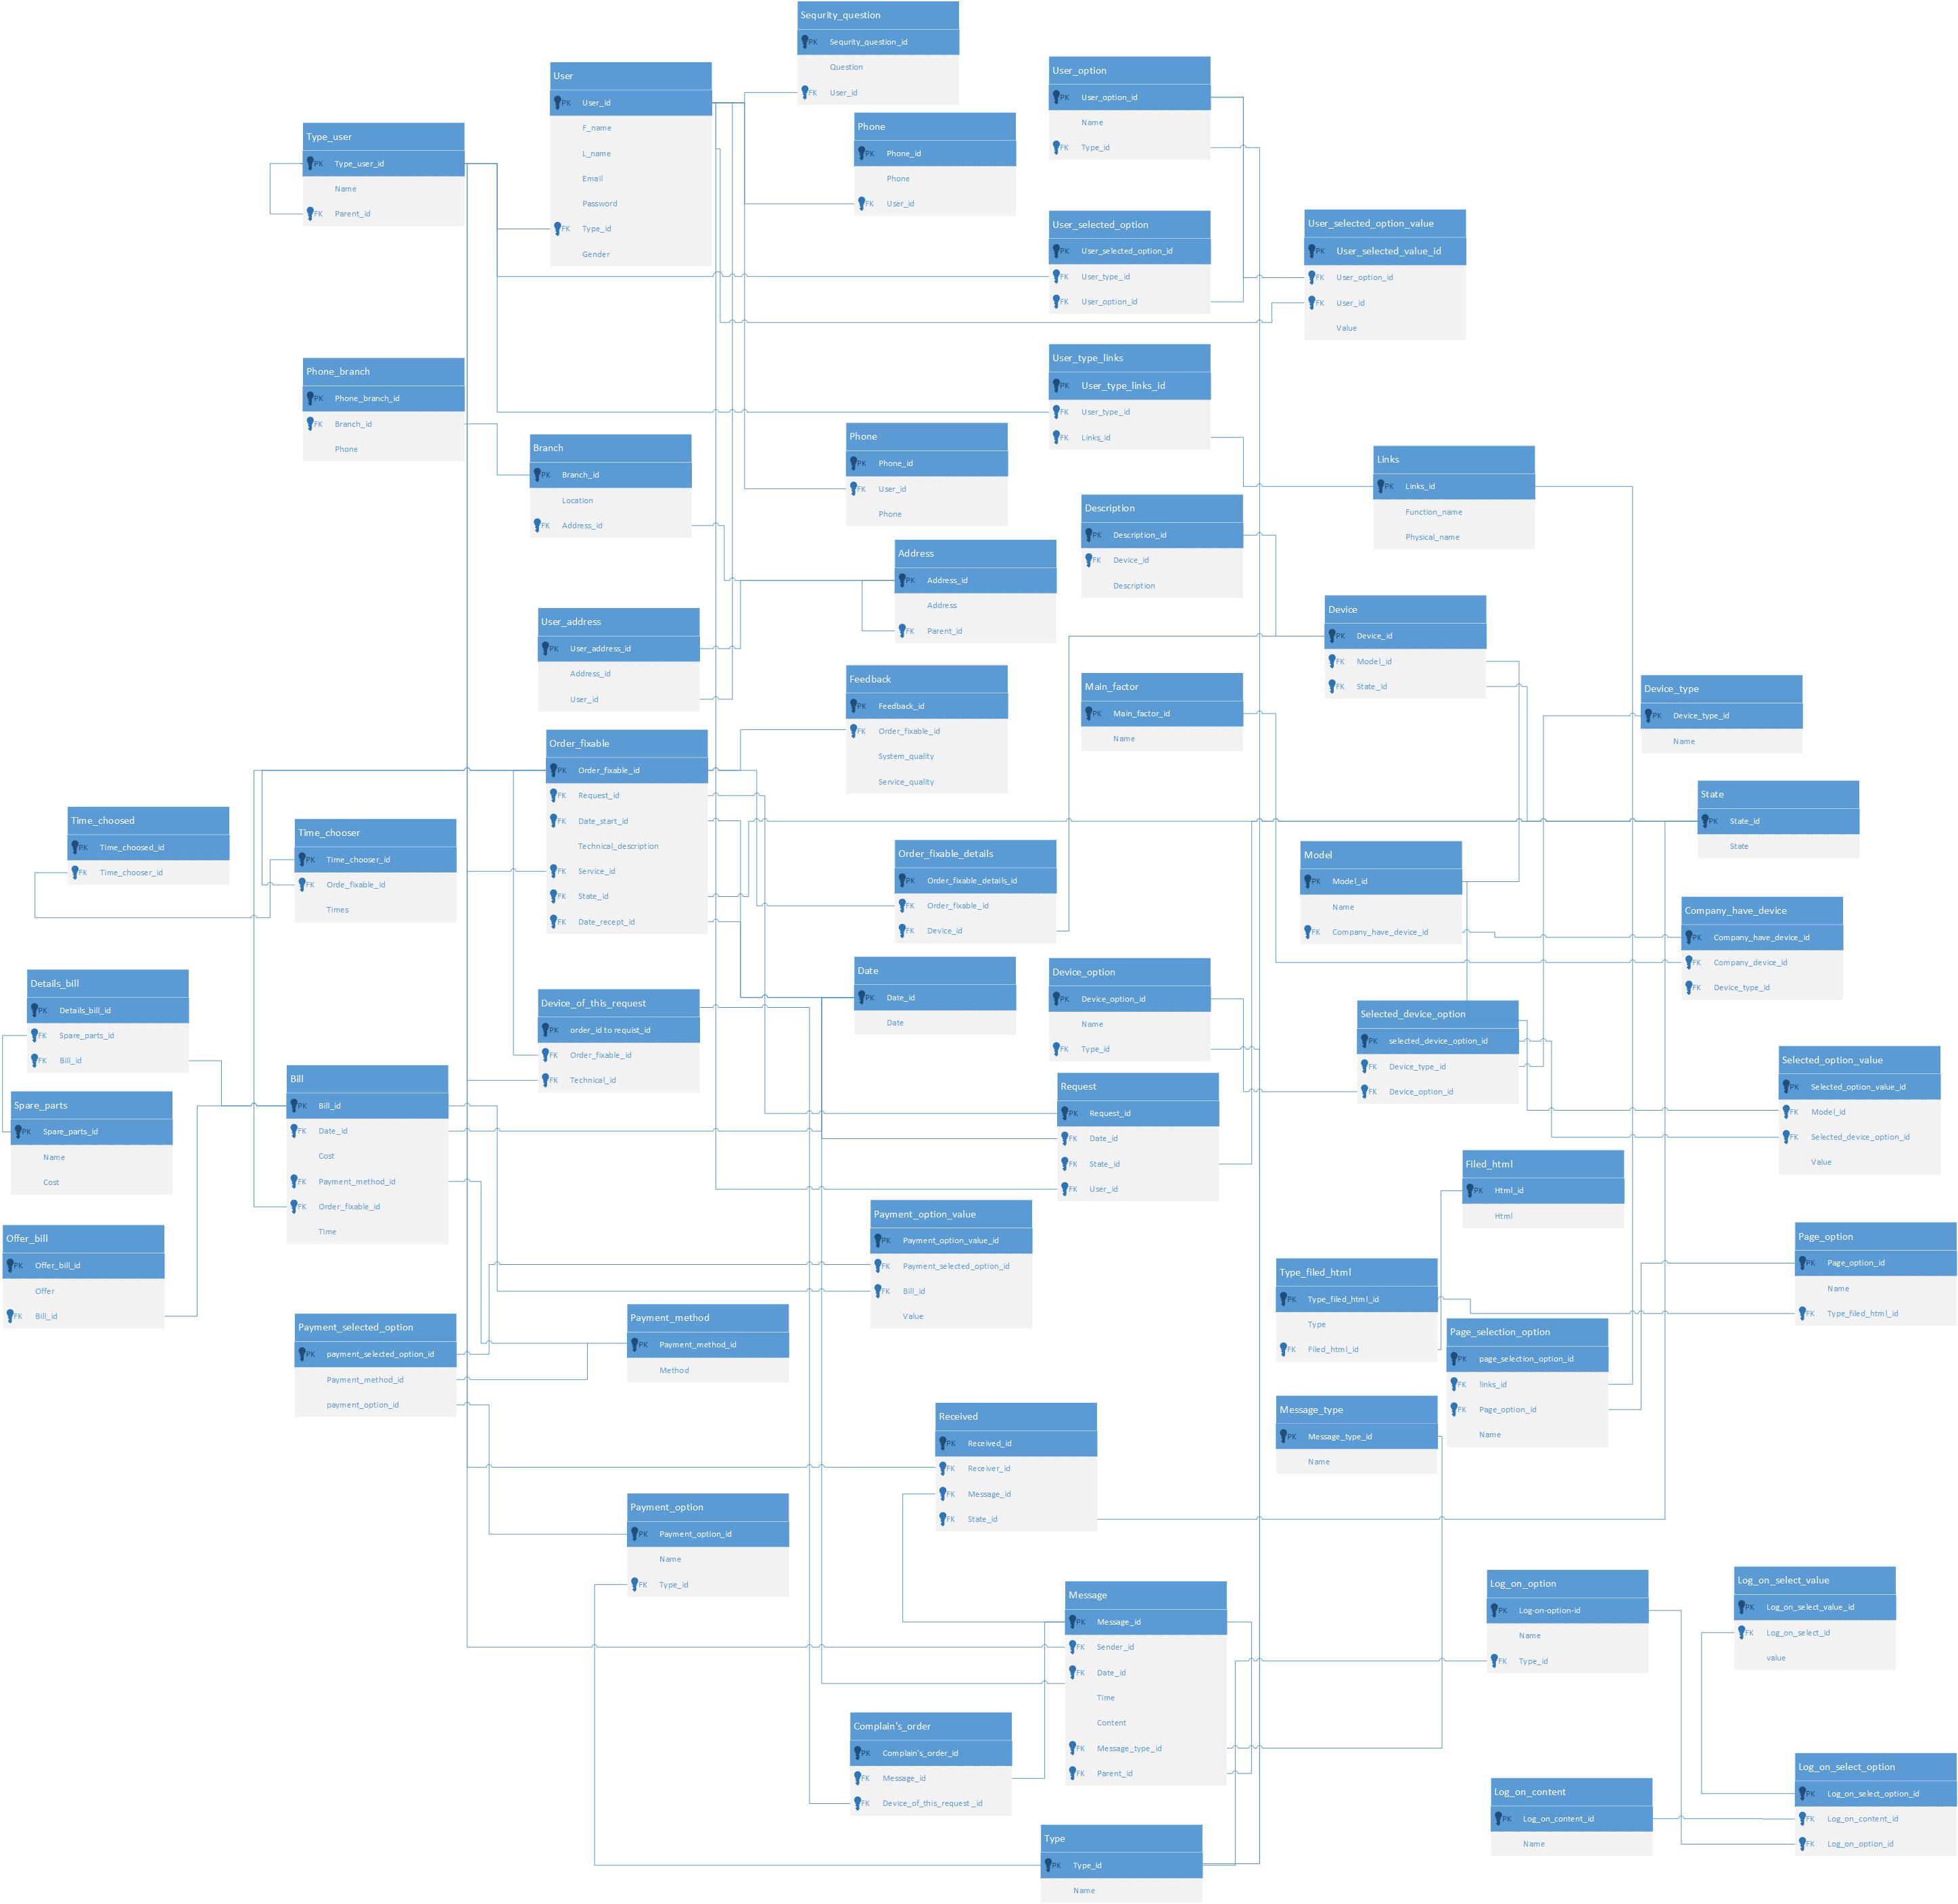 Sequrity_question
PK Sequrity_question_id
Question
FK User_id
User
PK User_id
F_name
L_name
Email
Password
FK Type_id
Gender
User_option
PK User_option_id
Name
FK Type_id
Type_user
PK Type_user_id
Name
FK Parent_id
Phone
PK Phone_id
Phone
FK User_id
User_selected_option
PK User_selected_option_id
FK User_type_id
FK User_option_id
User_selected_option_value
PK User_selected_value_id
FK User_option_id
FK User_id
Value
Phone_branch
PK Phone_branch_id
FK Branch_id
Phone
User_type_links
PK User_type_links_id
FK User_type_id
FK Links_id
Branch
PK Branch_id
Location
FK Address_id
Phone
PK Phone_id
FK User_id
Phone
Links
PK Links_id
Function_name
Physical_name
Description
PK Description_id
FK Device_id
Description
Address
PK Address_id
Address
FK Parent_id
User_address
PK User_address_id
Address_id
User_id
Device
PK Device_id
FK Model_id
FK State_id
Feedback
PK Feedback_id
FK Order_fixable_id
System_quality
Service_quality
Main_factor
PK Main_factor_id
Name
Device_type
PK Device_type_id
Name
Order_fixable
PK Order_fixable_id
FK Request_id
FK Date_start_id
Technical_description
FK Service_id
FK State_id
FK Date_recept_id
State
PK State_id
State
Time_choosed
PK Time_choosed_id
FK Time_chooser_id
Time_chooser
PK Time_chooser_id
FK Orde_fixable_id
Times
Order_fixable_details
PK Order_fixable_details_id
FK Order_fixable_id
FK Device_id
Model
PK Model_id
Name
FK Company_have_device_id
Company_have_device
PK Company_have_device_id
FK Company_device_id
FK Device_type_id
Details_bill
PK Details_bill_id
FK Spare_parts_id
FK Bill_id
Device_of_this_request
PK order_id to requist_id
FK Order_fixable_id
FK Technical_id
Date
PK Date_id
Date
Device_option
PK Device_option_id
Name
FK Type_id
Selected_device_option
PK selected_device_option_id
FK Device_type_id
FK Device_option_id
Selected_option_value
PK Selected_option_value_id
FK Model_id
FK Selected_device_option_id
Value
Bill
PK Bill_id
FK Date_id
Cost
FK Payment_method_id
FK Order_fixable_id
Time
Request
PK Request_id
FK Date_id
FK State_id
FK User_id
Spare_parts
PK Spare_parts_id
Name
Cost
Filed_html
PK Html_id
Html
Offer_bill
PK Offer_bill_id
Offer
FK Bill_id
Payment_option_value
PK Payment_option_value_id
FK Payment_selected_option_id
FK Bill_id
Value
Page_option
PK Page_option_id
Name
FK Type_filed_html_id
Type_filed_html
PK Type_filed_html_id
Type
FK Filed_html_id
Payment_selected_option
PK payment_selected_option_id
Payment_method_id
payment_option_id
Payment_method
PK Payment_method_id
Method
Page_selection_option
PK page_selection_option_id
FK links_id
FK Page_option_id
Name
Received
PK Received_id
FK Receiver_id
FK Message_id
FK State_id
Message_type
PK Message_type_id
Name
Payment_option
PK Payment_option_id
Name
FK Type_id
Message
PK Message_id
FK Sender_id
FK Date_id
Time
Content
FK Message_type_id
FK Parent_id
Log_on_option
PK Log-on-option-id
Name
FK Type_id
Log_on_select_value
PK Log_on_select_value_id
FK Log_on_select_id
value
Complain's_order
PK Complain's_order_id
FK Message_id
FK Device_of_this_request _id
Log_on_content
PK Log_on_content_id
Name
Log_on_select_option
PK Log_on_select_option_id
FK Log_on_content_id
FK Log_on_option_id
Type
PK Type_id
Name